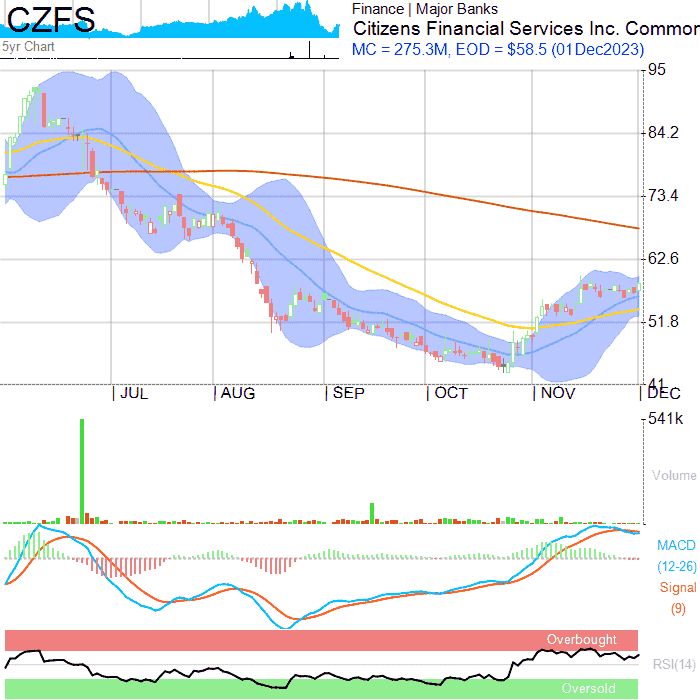 CZFS
Finance | Major Banks
Citizens Financial Services Inc. Common
MC = 275.3M, EOD = $58.5 (01Dec2023)
5yr Chart
95
84.2
73.4
62.6
51.8
41
| JUL | AUG | SEP | OCT | NOV | DEC
541k
Volume
MACD
(12-26)
Signal
(9)
Overbought
RSI(14)
Oversold